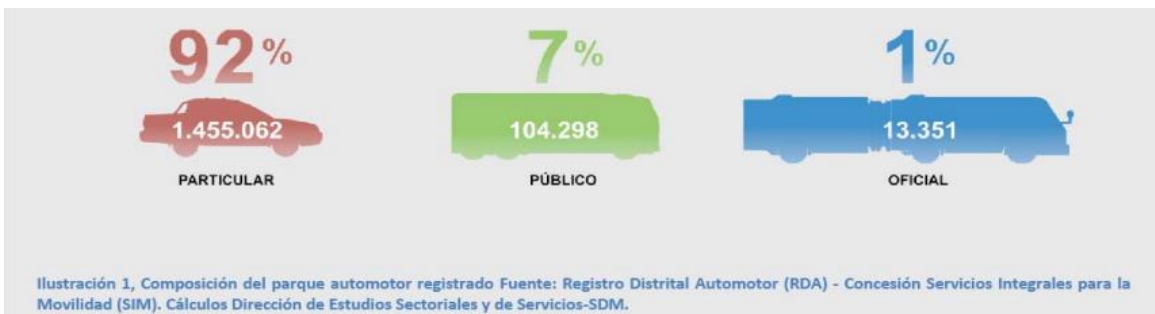 92% 7% 1%
1.455.062 104.298 13.351
PARTICULAR PÚBLICO OFICIAL
Ilustración 1, Composición del parque automotor registrado Fuente: Registro Distrital Automotor (RDA) - Concesión Servicios Integrales para la
Movilidad (SIM). Cálculos Dirección de Estudios Sectoriales y de Servicios-SDM.